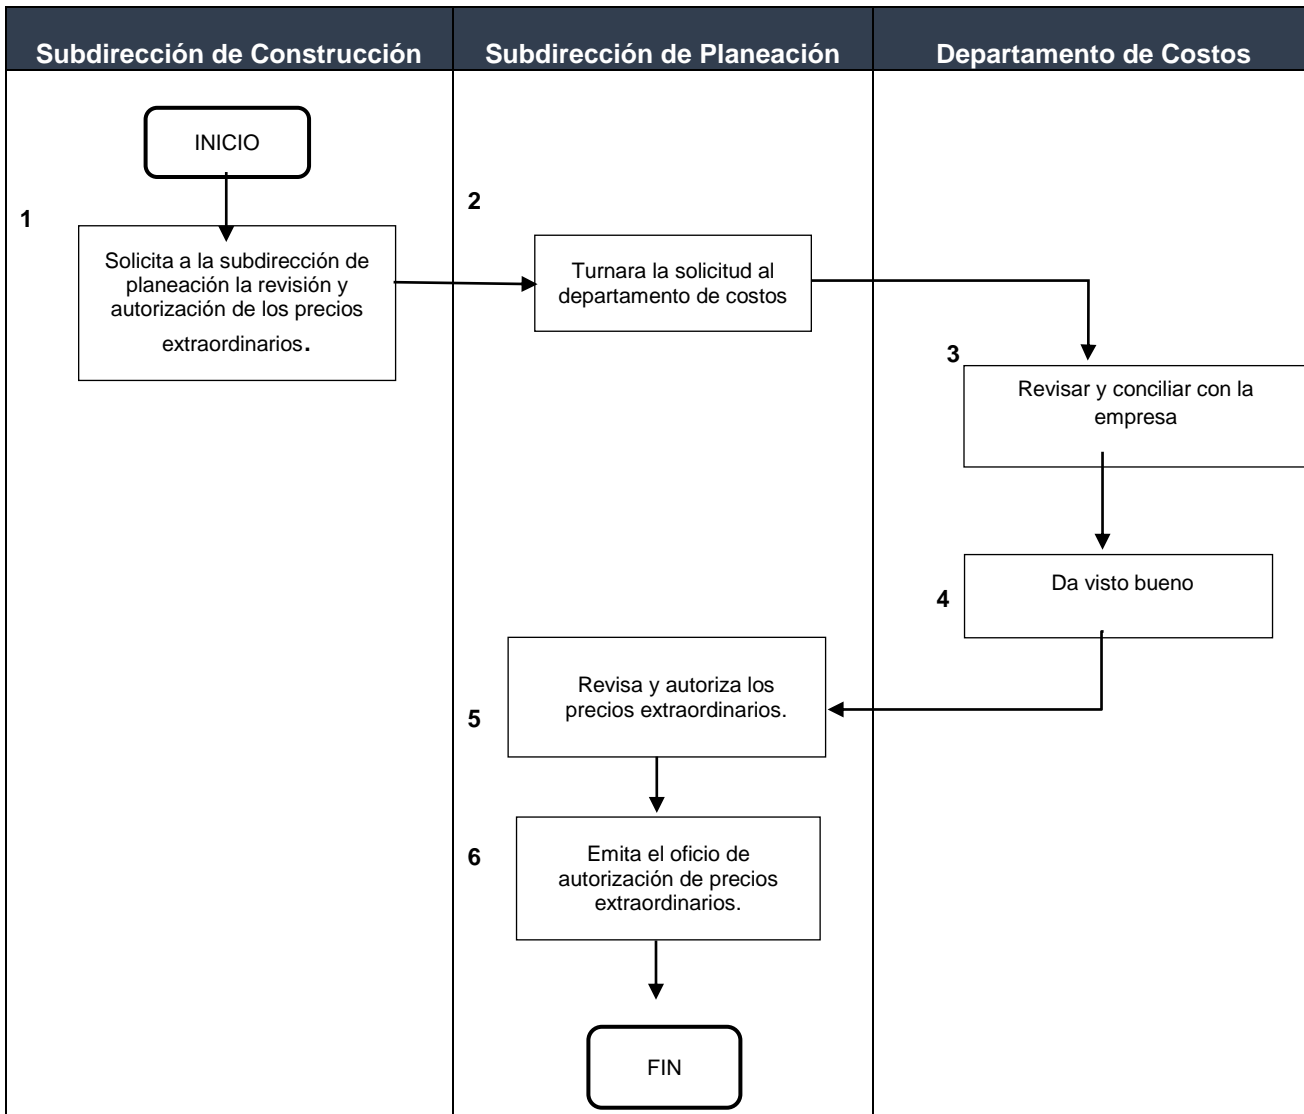 Subdirección de Construcción
Subdirección de Planeación
Departamento de Costos
INICIO
1
Solicita a la subdirección de
planeación la revisión y
autorización de los precios
extraordinarios.
2
Turnara la solicitud al
departamento de costos
3
Revisar y conciliar con la
empresa
4
Da visto bueno
5
Revisa y autoriza los
precios extraordinarios.
6
Emita el oficio de
autorización de precios
extraordinarios.
FIN